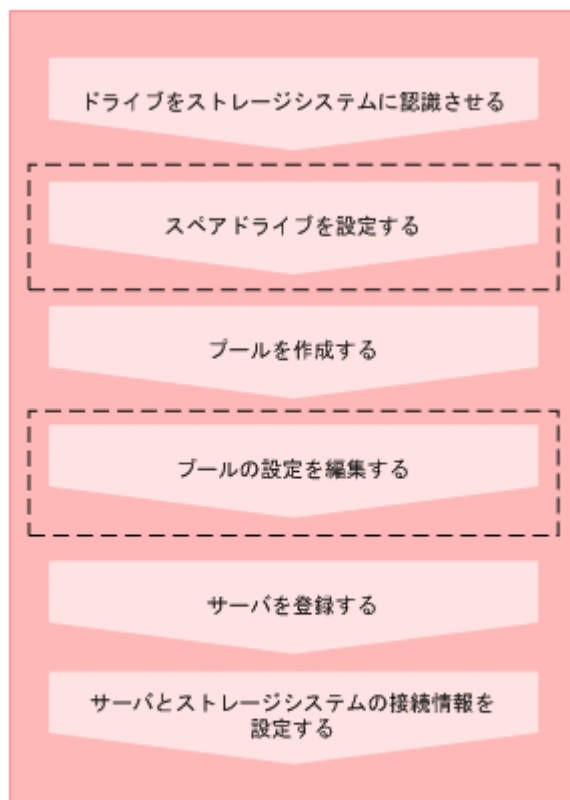 ドライブをストレージシステムに認識させる
スペアドライブを設定する
プールを作成する
プールの設定を編集する
サーバを登録する
サーバとストレージシステムの接続情報を
設定する